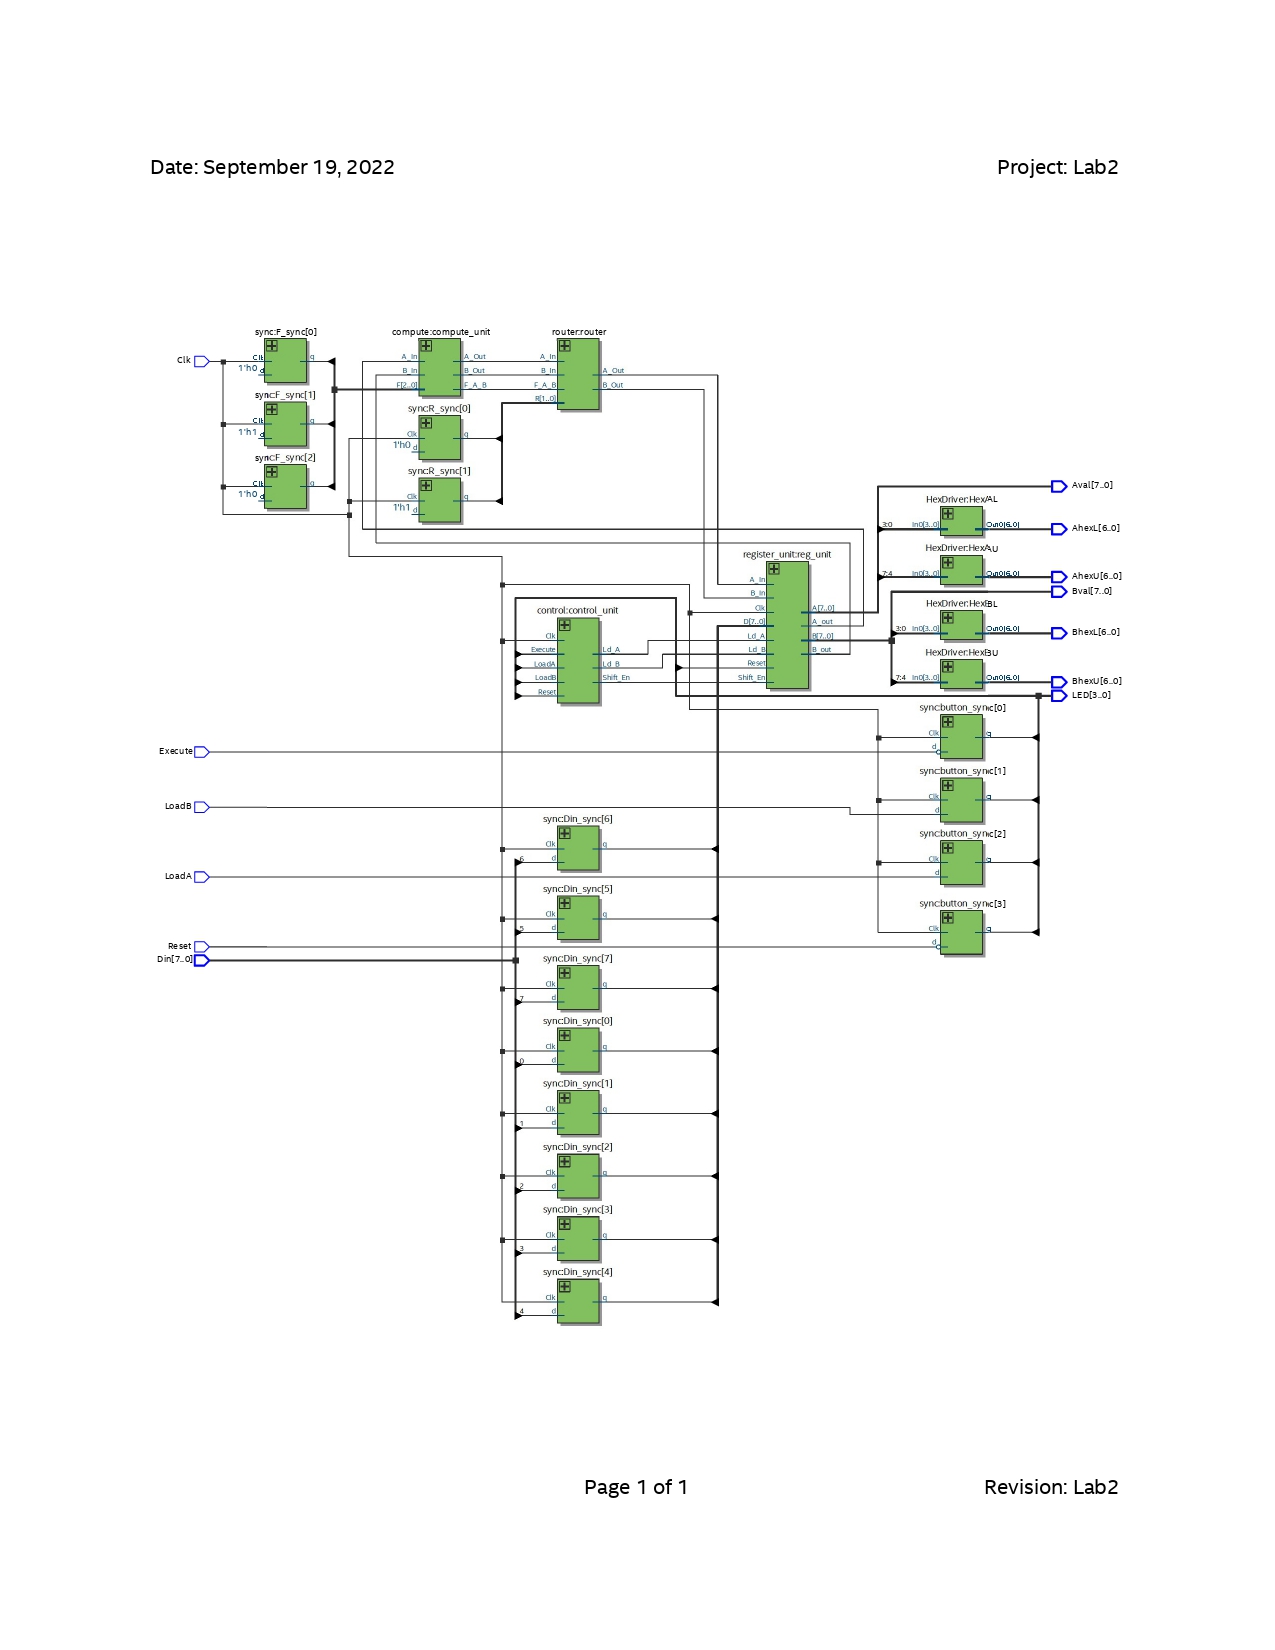 Date: September 19, 2022
Project: Lab2
sync:F_sync[0]
compute:compute_unit
router:router
Clk
Clk
1'h0 d
q
A_In
B_In
F[2..0]
A_Out
B_Out
F_A_B
A_In
B_In
F_A_B
R[1..0]
A_Out
B_Out
sync:F_sync[1]
Clk
1'h1 d
q
sync:R_sync[0]
Clk
1'h0 d
q
sync:F_sync[2]
Clk
1'h0 d
q
sync:R_sync[1]
Clk
1'h1 d
q
Aval[7..0]
HexDriver:HexAL
3:0 In0[3..0]
Out0[6..0]
AhexL[6..0]
HexDriver:HexAU
7:4 In0[3..0]
Out0[6..0]
AhexU[6..0]
Bval[7..0]
HexDriver:HexBL
3:0 In0[3..0]
Out0[6..0]
BhexL[6..0]
HexDriver:HexBU
7:4 In0[3..0]
Out0[6..0]
BhexU[6..0]
LED[3..0]
register_unit:reg_unit
A_In
B_In
Clk
D[7..0]
Ld_A
Ld_B
Reset
Shift_En
A[7..0]
A_out
B[7..0]
B_out
control:control_unit
Clk
Execute
LoadA
LoadB
Reset
Ld_A
Ld_B
Shift_En
sync:button_sync[0]
Clk
d
q
Execute
sync:button_sync[1]
Clk
d
q
LoadB
sync:button_sync[2]
Clk
d
q
LoadA
sync:button_sync[3]
Clk
d
q
Reset
Din[7..0]
sync:Din_sync[6]
Clk
6 d
q
sync:Din_sync[5]
Clk
5 d
q
sync:Din_sync[7]
Clk
7 d
q
sync:Din_sync[0]
Clk
0 d
q
sync:Din_sync[1]
Clk
1 d
q
sync:Din_sync[2]
Clk
2 d
q
sync:Din_sync[3]
Clk
3 d
q
sync:Din_sync[4]
Clk
4 d
q
Page 1 of 1
Revision: Lab2